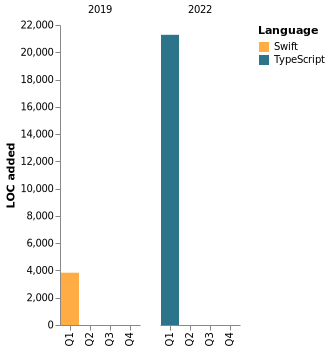 2019
2022
Language
Swift
TypeScript
LOC added
22,000
20,000
18,000
16,000
14,000
12,000
10,000
8,000
6,000
4,000
2,000
0
Q1 Q2 Q3 Q4
Q1 Q2 Q3 Q4